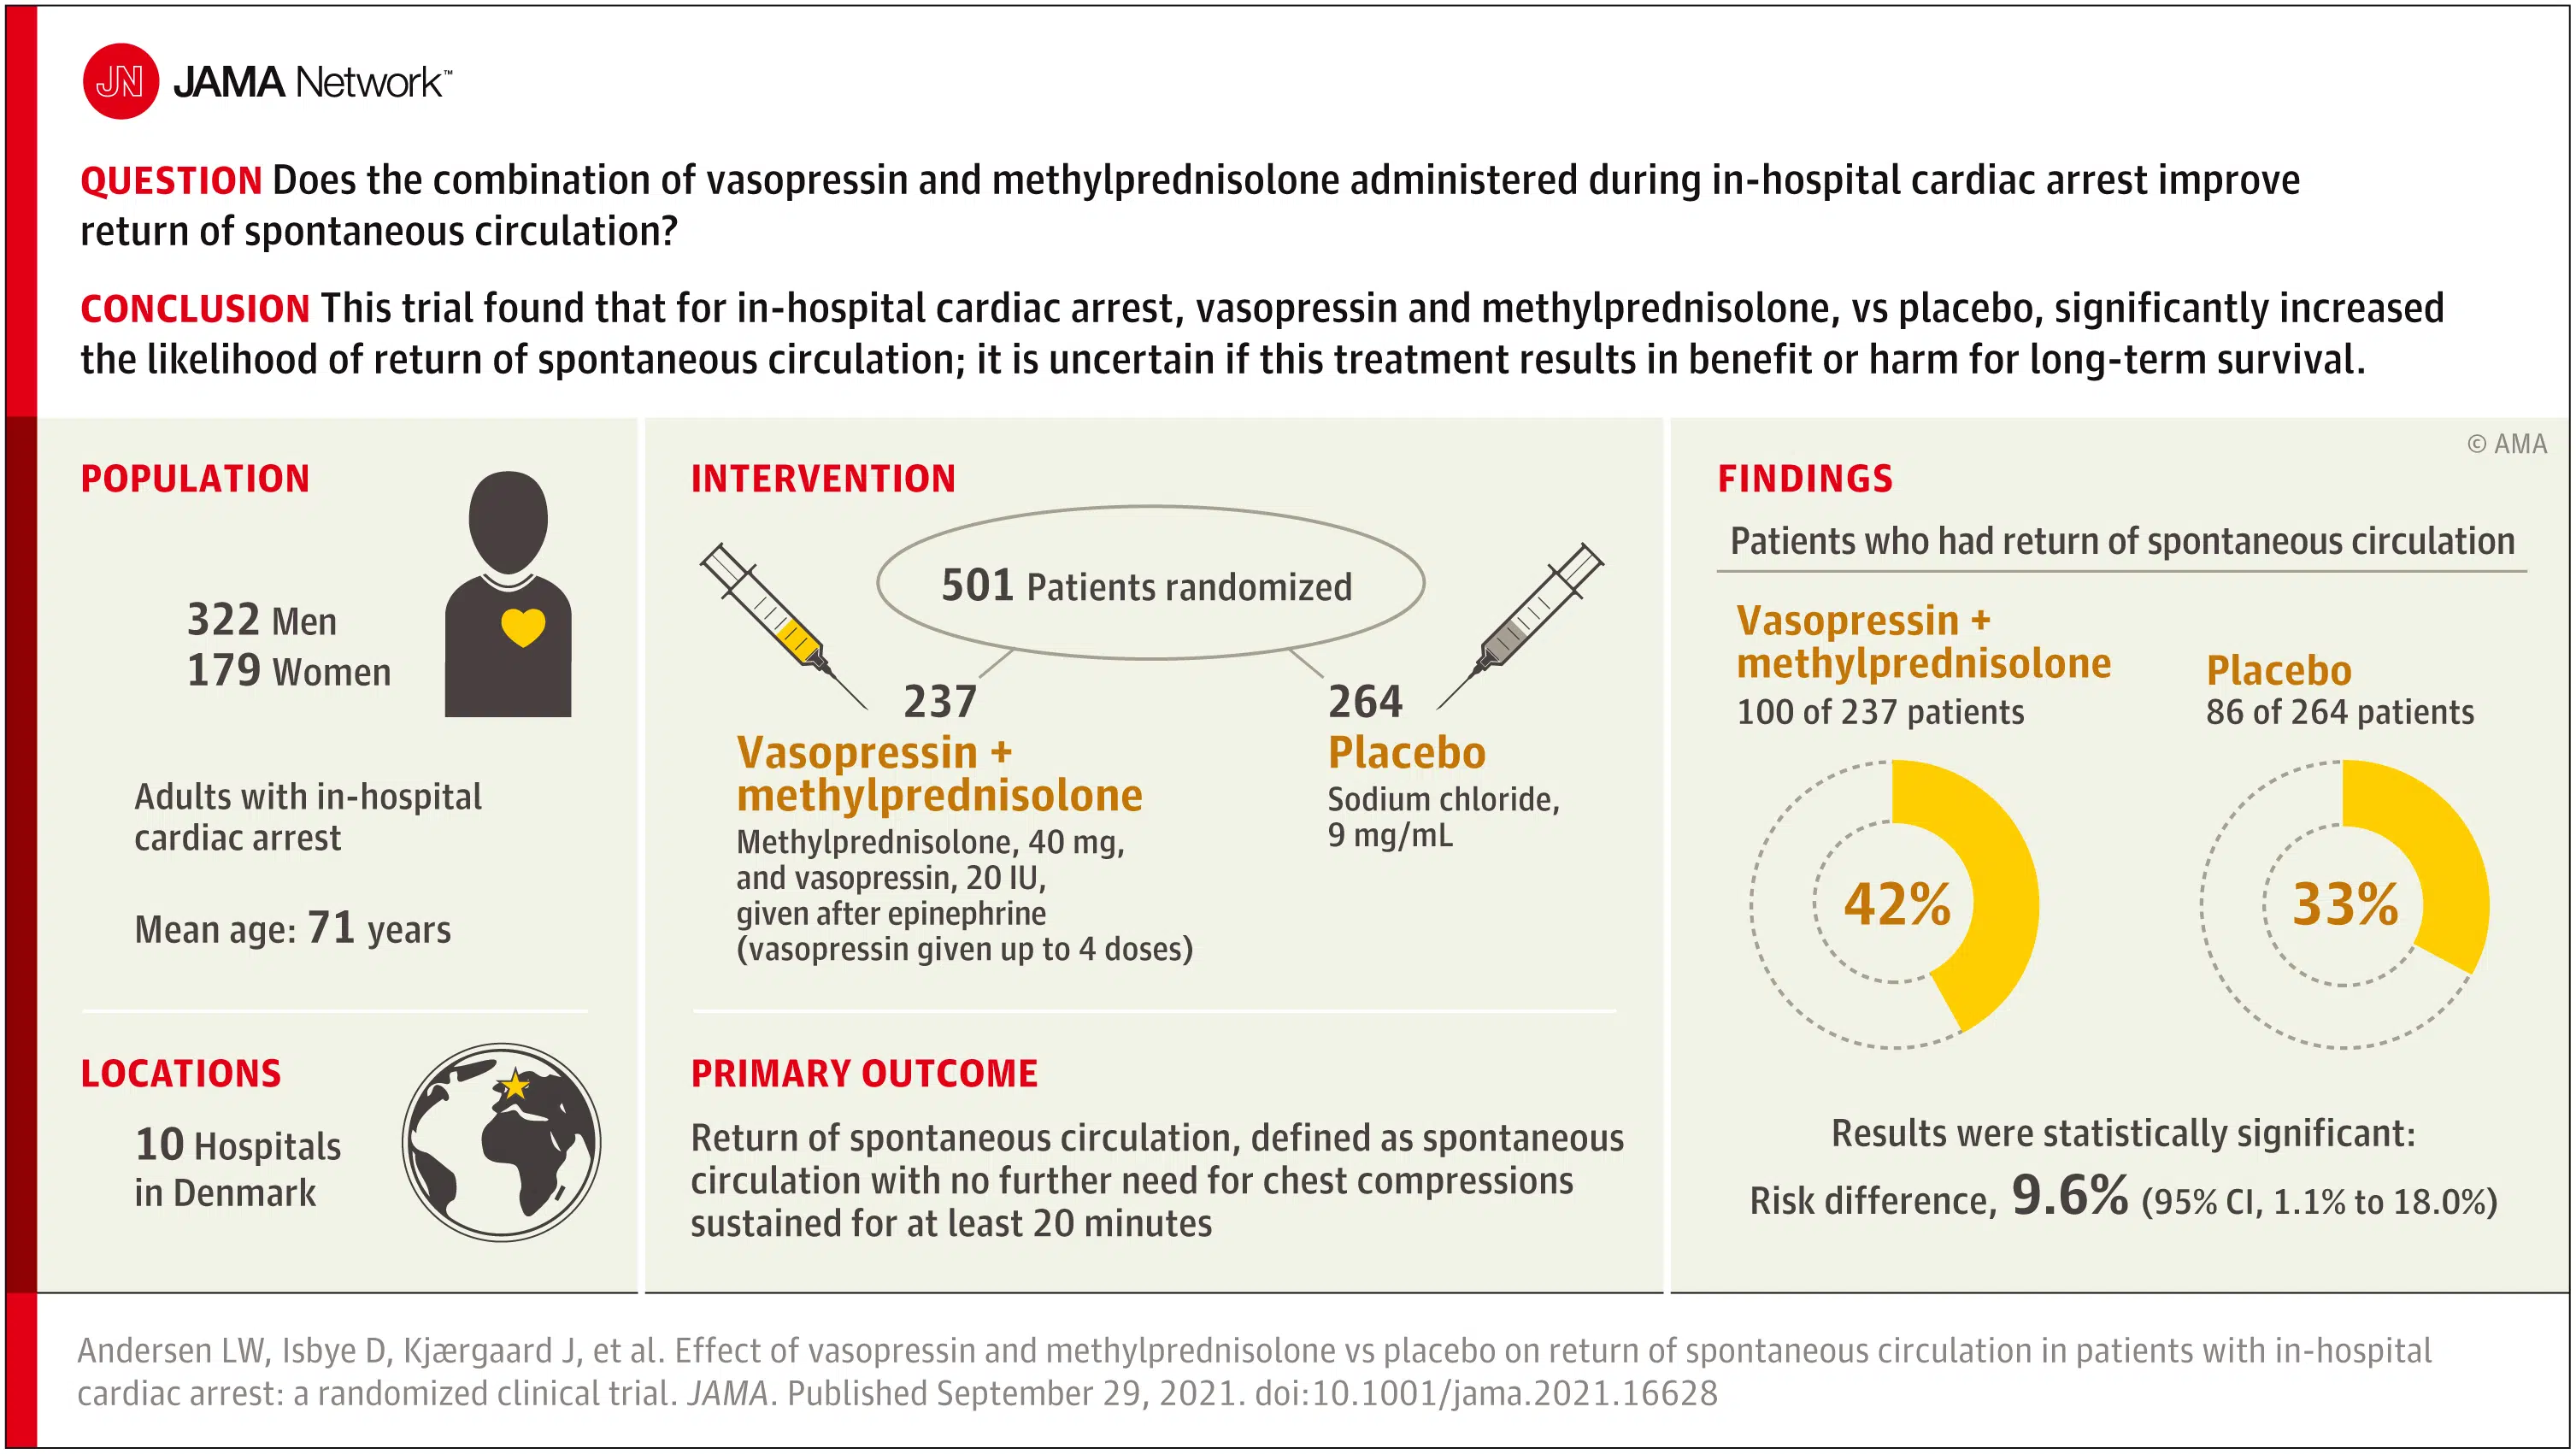 JN JAMA Network™
QUESTION Does the combination of vasopressin and methylprednisolone administered during in-hospital cardiac arrest improve
return of spontaneous circulation?
CONCLUSION This trial found that for in-hospital cardiac arrest, vasopressin and methylprednisolone, vs placebo, significantly increased
the likelihood of return of spontaneous circulation; it is uncertain if this treatment results in benefit or harm for long-term survival.
POPULATION
322 Men
179 Women
Adults with in-hospital
cardiac arrest
Mean age: 71 years
LOCATIONS
10 Hospitals
in Denmark
INTERVENTION
501 Patients randomized
237
Vasopressin +
methylprednisolone
Methylprednisolone, 40 mg,
and vasopressin, 20 IU,
given after epinephrine
(vasopressin given up to 4 doses)
264
Placebo
Sodium chloride,
9 mg/mL
PRIMARY OUTCOME
Return of spontaneous circulation, defined as spontaneous
circulation with no further need for chest compressions
sustained for at least 20 minutes
© AMA
FINDINGS
Patients who had return of spontaneous circulation
Vasopressin +
methylprednisolone
100 of 237 patients
42%
Placebo
86 of 264 patients
33%
Results were statistically significant:
Risk difference, 9.6% (95% CI, 1.1% to 18.0%)
Andersen LW, Isbye D, Kjærgaard J, et al. Effect of vasopressin and methylprednisolone vs placebo on return of spontaneous circulation in patients with in-hospital
cardiac arrest: a randomized clinical trial. JAMA. Published September 29, 2021. doi:10.1001/jama.2021.16628